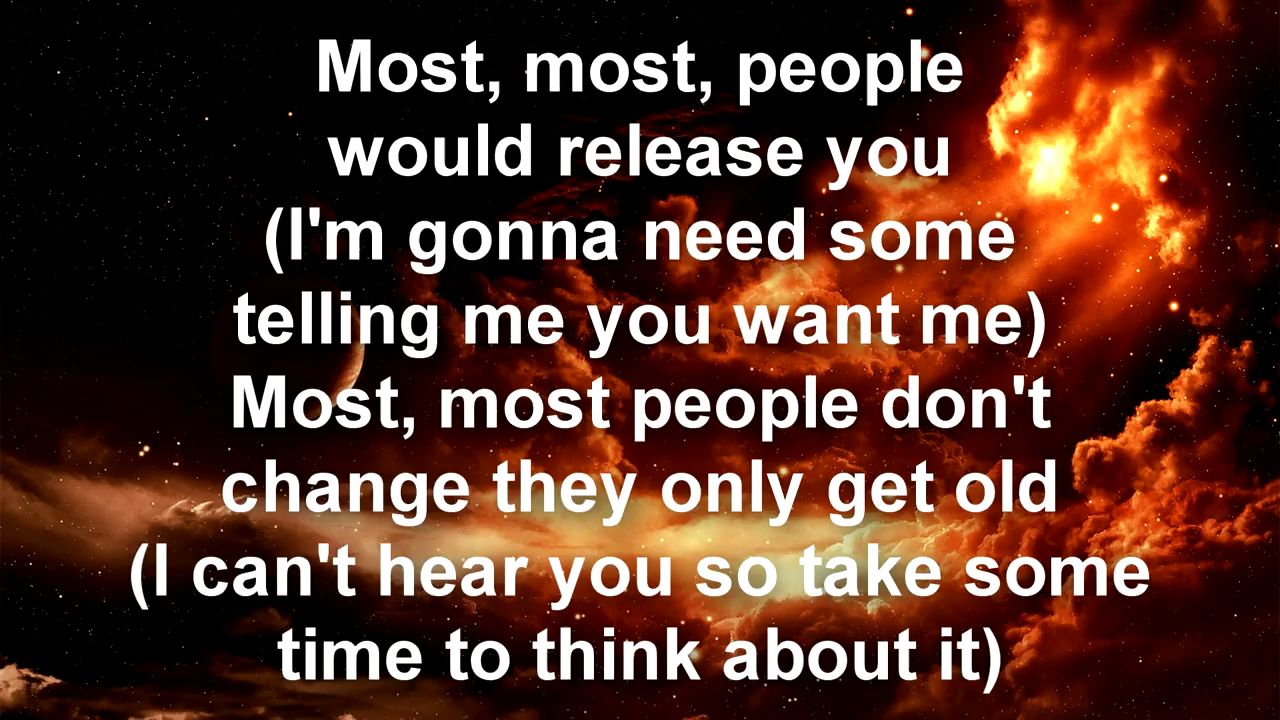 Most, most, people
would release you
(I'm gonna need some
telling me you want me)
Most, most people don't
change they only get old
(I can't hear you so take some
time to think about it)